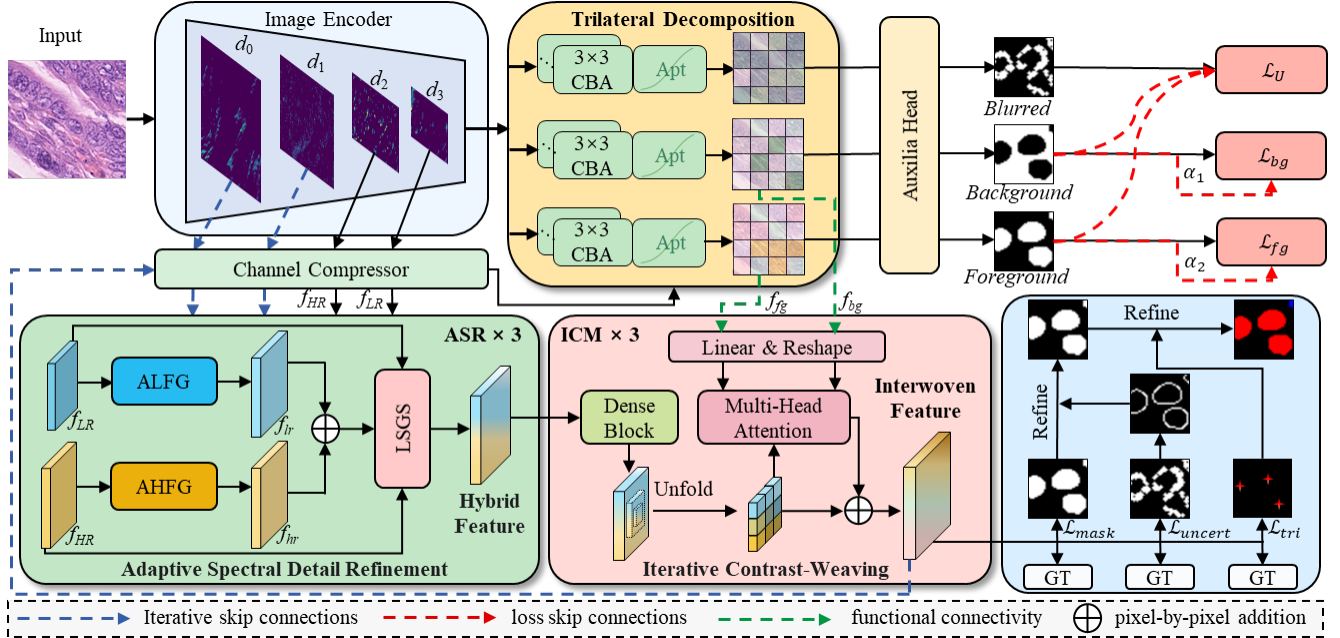 Input
Image Encoder
d0
d1
d2
d3
Trilateral Decomposition
3×3
CBA
Apt
3×3
CBA
Apt
3×3
CBA
Apt
Auxilia Head
Blurred
Background
Foreground
ℒU
ℒbg
ℒfg
α1
α2
Channel Compressor
fHR
fLR
ffg
fbg
ASR × 3
ALFG
AHFG
fLR
flr
fHR
fhr
LSGS
Hybrid
Feature
Adaptive Spectral Detail Refinement
ICM × 3
Linear & Reshape
Dense
Block
Multi-Head
Attention
Unfold
Interwoven
Feature
Iterative Contrast-Weaving
Refine
Refine
ℒmask
ℒuncert
ℒtri
GT
GT
GT
Iterative skip connections
loss skip connections
functional connectivity
pixel-by-pixel addition